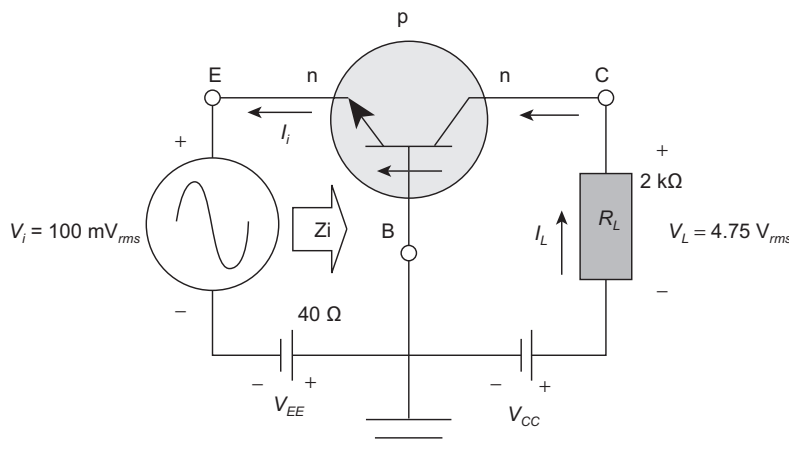 p
E
n
n
C
I_i
+
+
2 kΩ
V_i = 100 mV_rms
Zi
B
I_L
R_L
V_L = 4.75 V_rms
−
−
40 Ω
− +
− +
V_EE
V_CC